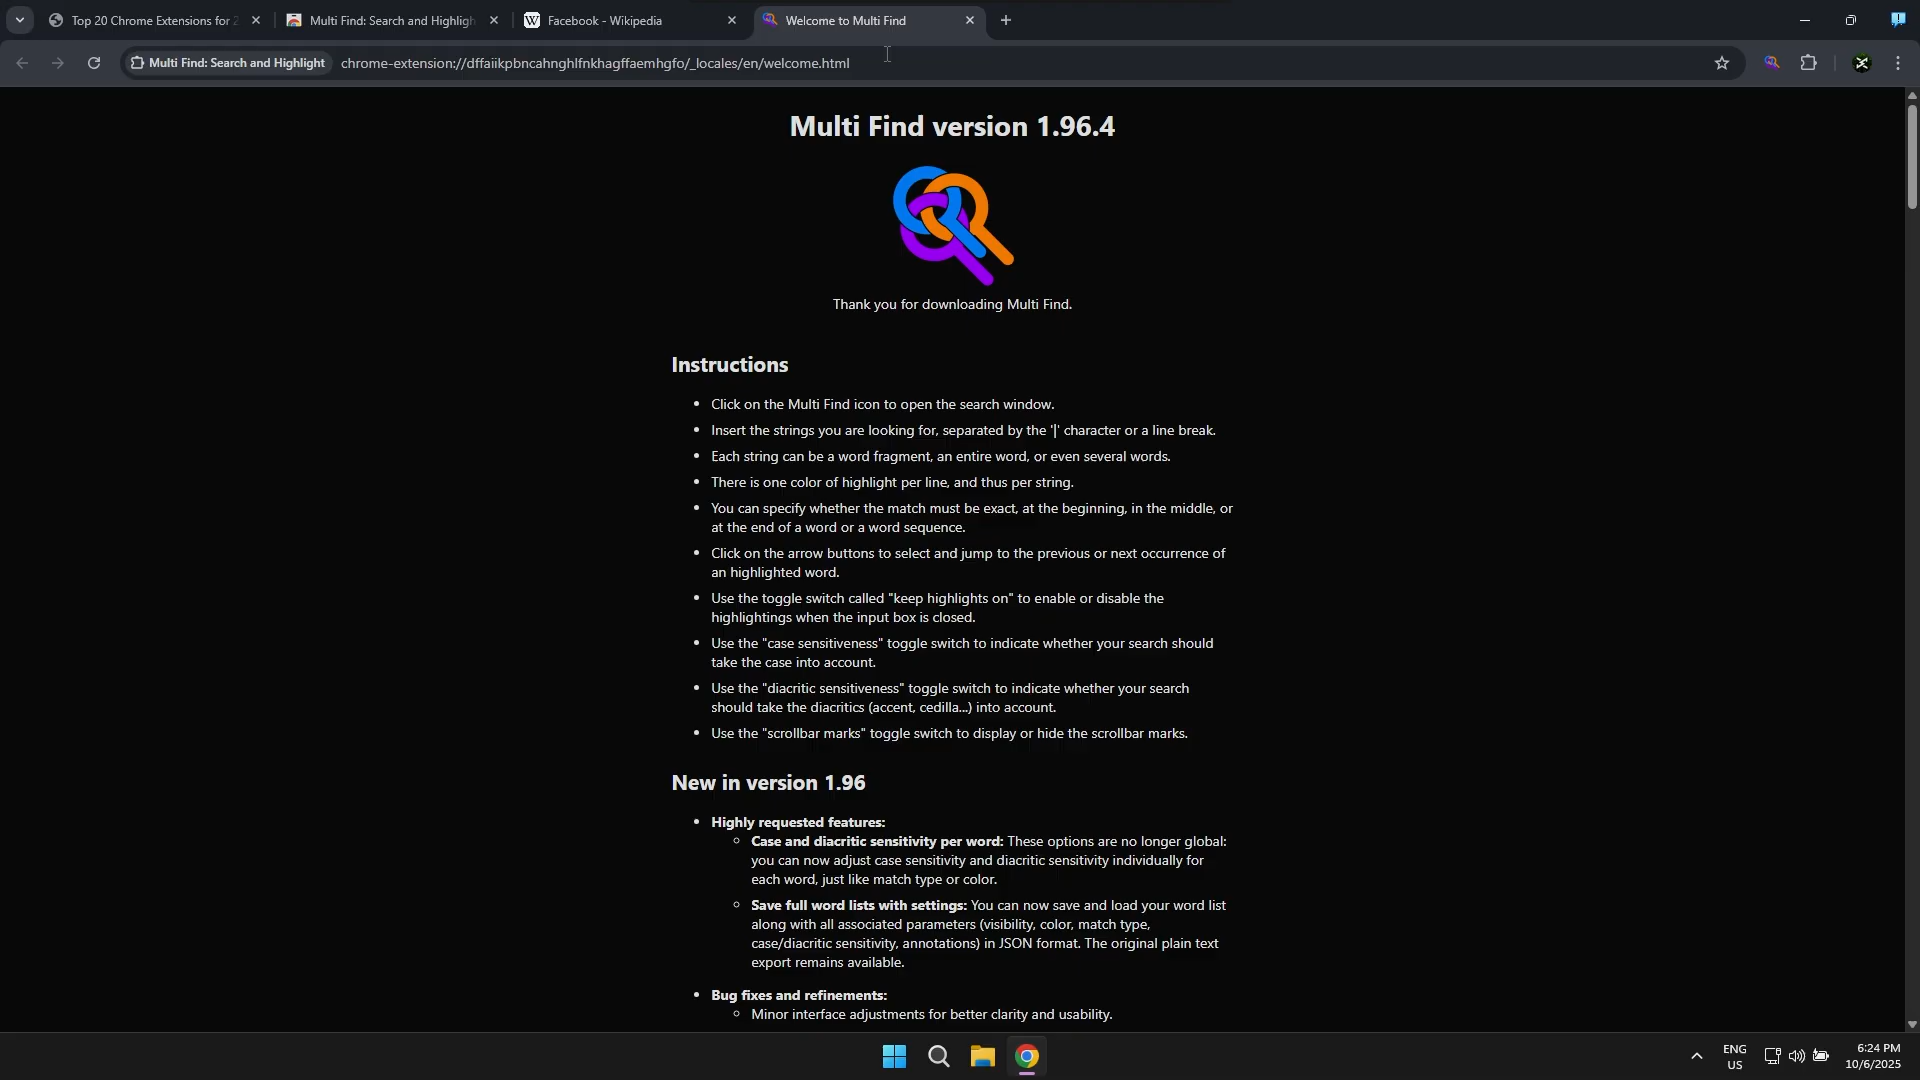 Top 20 Chrome Extensions for 2
Multi Find: Search and Highligh
W Facebook - Wikipedia
Welcome to Multi Find
Multi Find: Search and Highlight
chrome-extension://dffaiikpbncahnghlfnkhagffaemhgfo/_locales/en/welcome.html
Multi Find version 1.96.4
Thank you for downloading Multi Find.
Instructions
• Click on the Multi Find icon to open the search window.
• Insert the strings you are looking for, separated by the '|' character or a line break.
• Each string can be a word fragment, an entire word, or even several words.
• There is one color of highlight per line, and thus per string.
• You can specify whether the match must be exact, at the beginning, in the middle, or
at the end of a word or a word sequence.
• Click on the arrow buttons to select and jump to the previous or next occurrence of
an highlighted word.
• Use the toggle switch called "keep highlights on" to enable or disable the
highlightings when the input box is closed.
• Use the "case sensitiveness" toggle switch to indicate whether your search should
take the case into account.
• Use the "diacritic sensitiveness" toggle switch to indicate whether your search
should take the diacritics (accent, cedilla...) into account.
• Use the "scrollbar marks" toggle switch to display or hide the scrollbar marks.
New in version 1.96
• Highly requested features:
◦ Case and diacritic sensitivity per word: These options are no longer global:
you can now adjust case sensitivity and diacritic sensitivity individually for
each word, just like match type or color.
◦ Save full word lists with settings: You can now save and load your word list
along with all associated parameters (visibility, color, match type,
case/diacritic sensitivity, annotations) in JSON format. The original plain text
export remains available.
• Bug fixes and refinements:
◦ Minor interface adjustments for better clarity and usability.
ENG
US
6:24 PM
10/6/2025